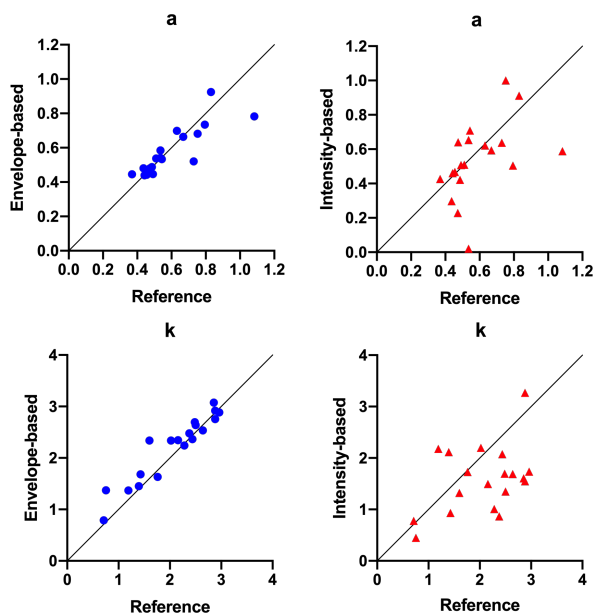 a
Envelope-based
1.2
1.0
0.8
0.6
0.4
0.2
0.0
0.0 0.2 0.4 0.6 0.8 1.0 1.2
Reference
a
Intensity-based
1.2
1.0
0.8
0.6
0.4
0.2
0.0
0.0 0.2 0.4 0.6 0.8 1.0 1.2
Reference
k
Envelope-based
4
3
2
1
0
0 1 2 3 4
Reference
k
Intensity-based
4
3
2
1
0
0 1 2 3 4
Reference